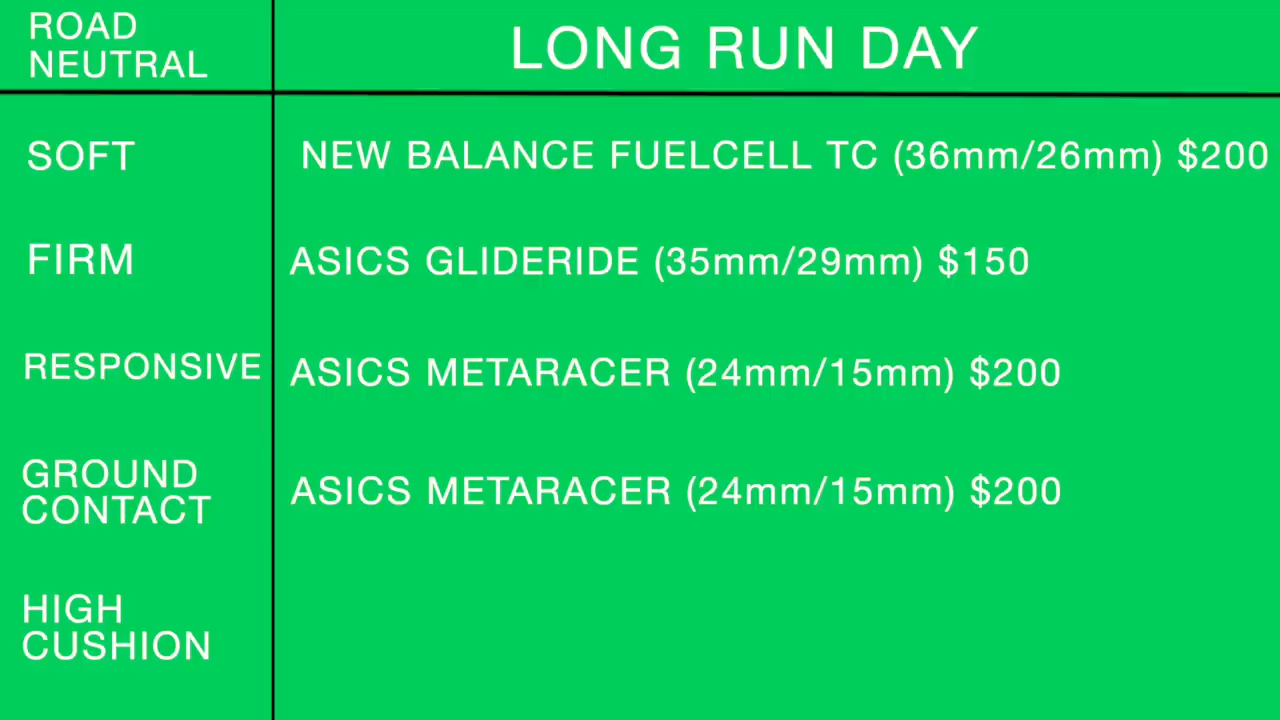 ROAD
NEUTRAL
LONG RUN DAY
SOFT
NEW BALANCE FUELCELL TC (36mm/26mm) $200
FIRM
ASICS GLIDERIDE (35mm/29mm) $150
RESPONSIVE
ASICS METARACER (24mm/15mm) $200
GROUND
CONTACT
ASICS METARACER (24mm/15mm) $200
HIGH
CUSHION